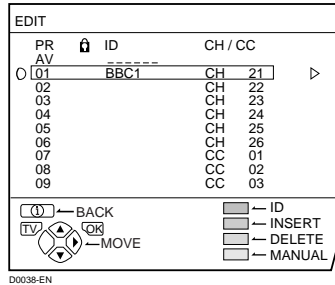 EDIT
PR ID CH / CC
AV _ _ _ _ _ _
01 BBC1 CH 21
02 CH 22
03 CH 23
04 CH 24
05 CH 25
06 CH 26
07 CC 01
08 CC 02
09 CC 03
BACK
TV OK
MOVE
ID
INSERT
DELETE
MANUAL
D0038-EN